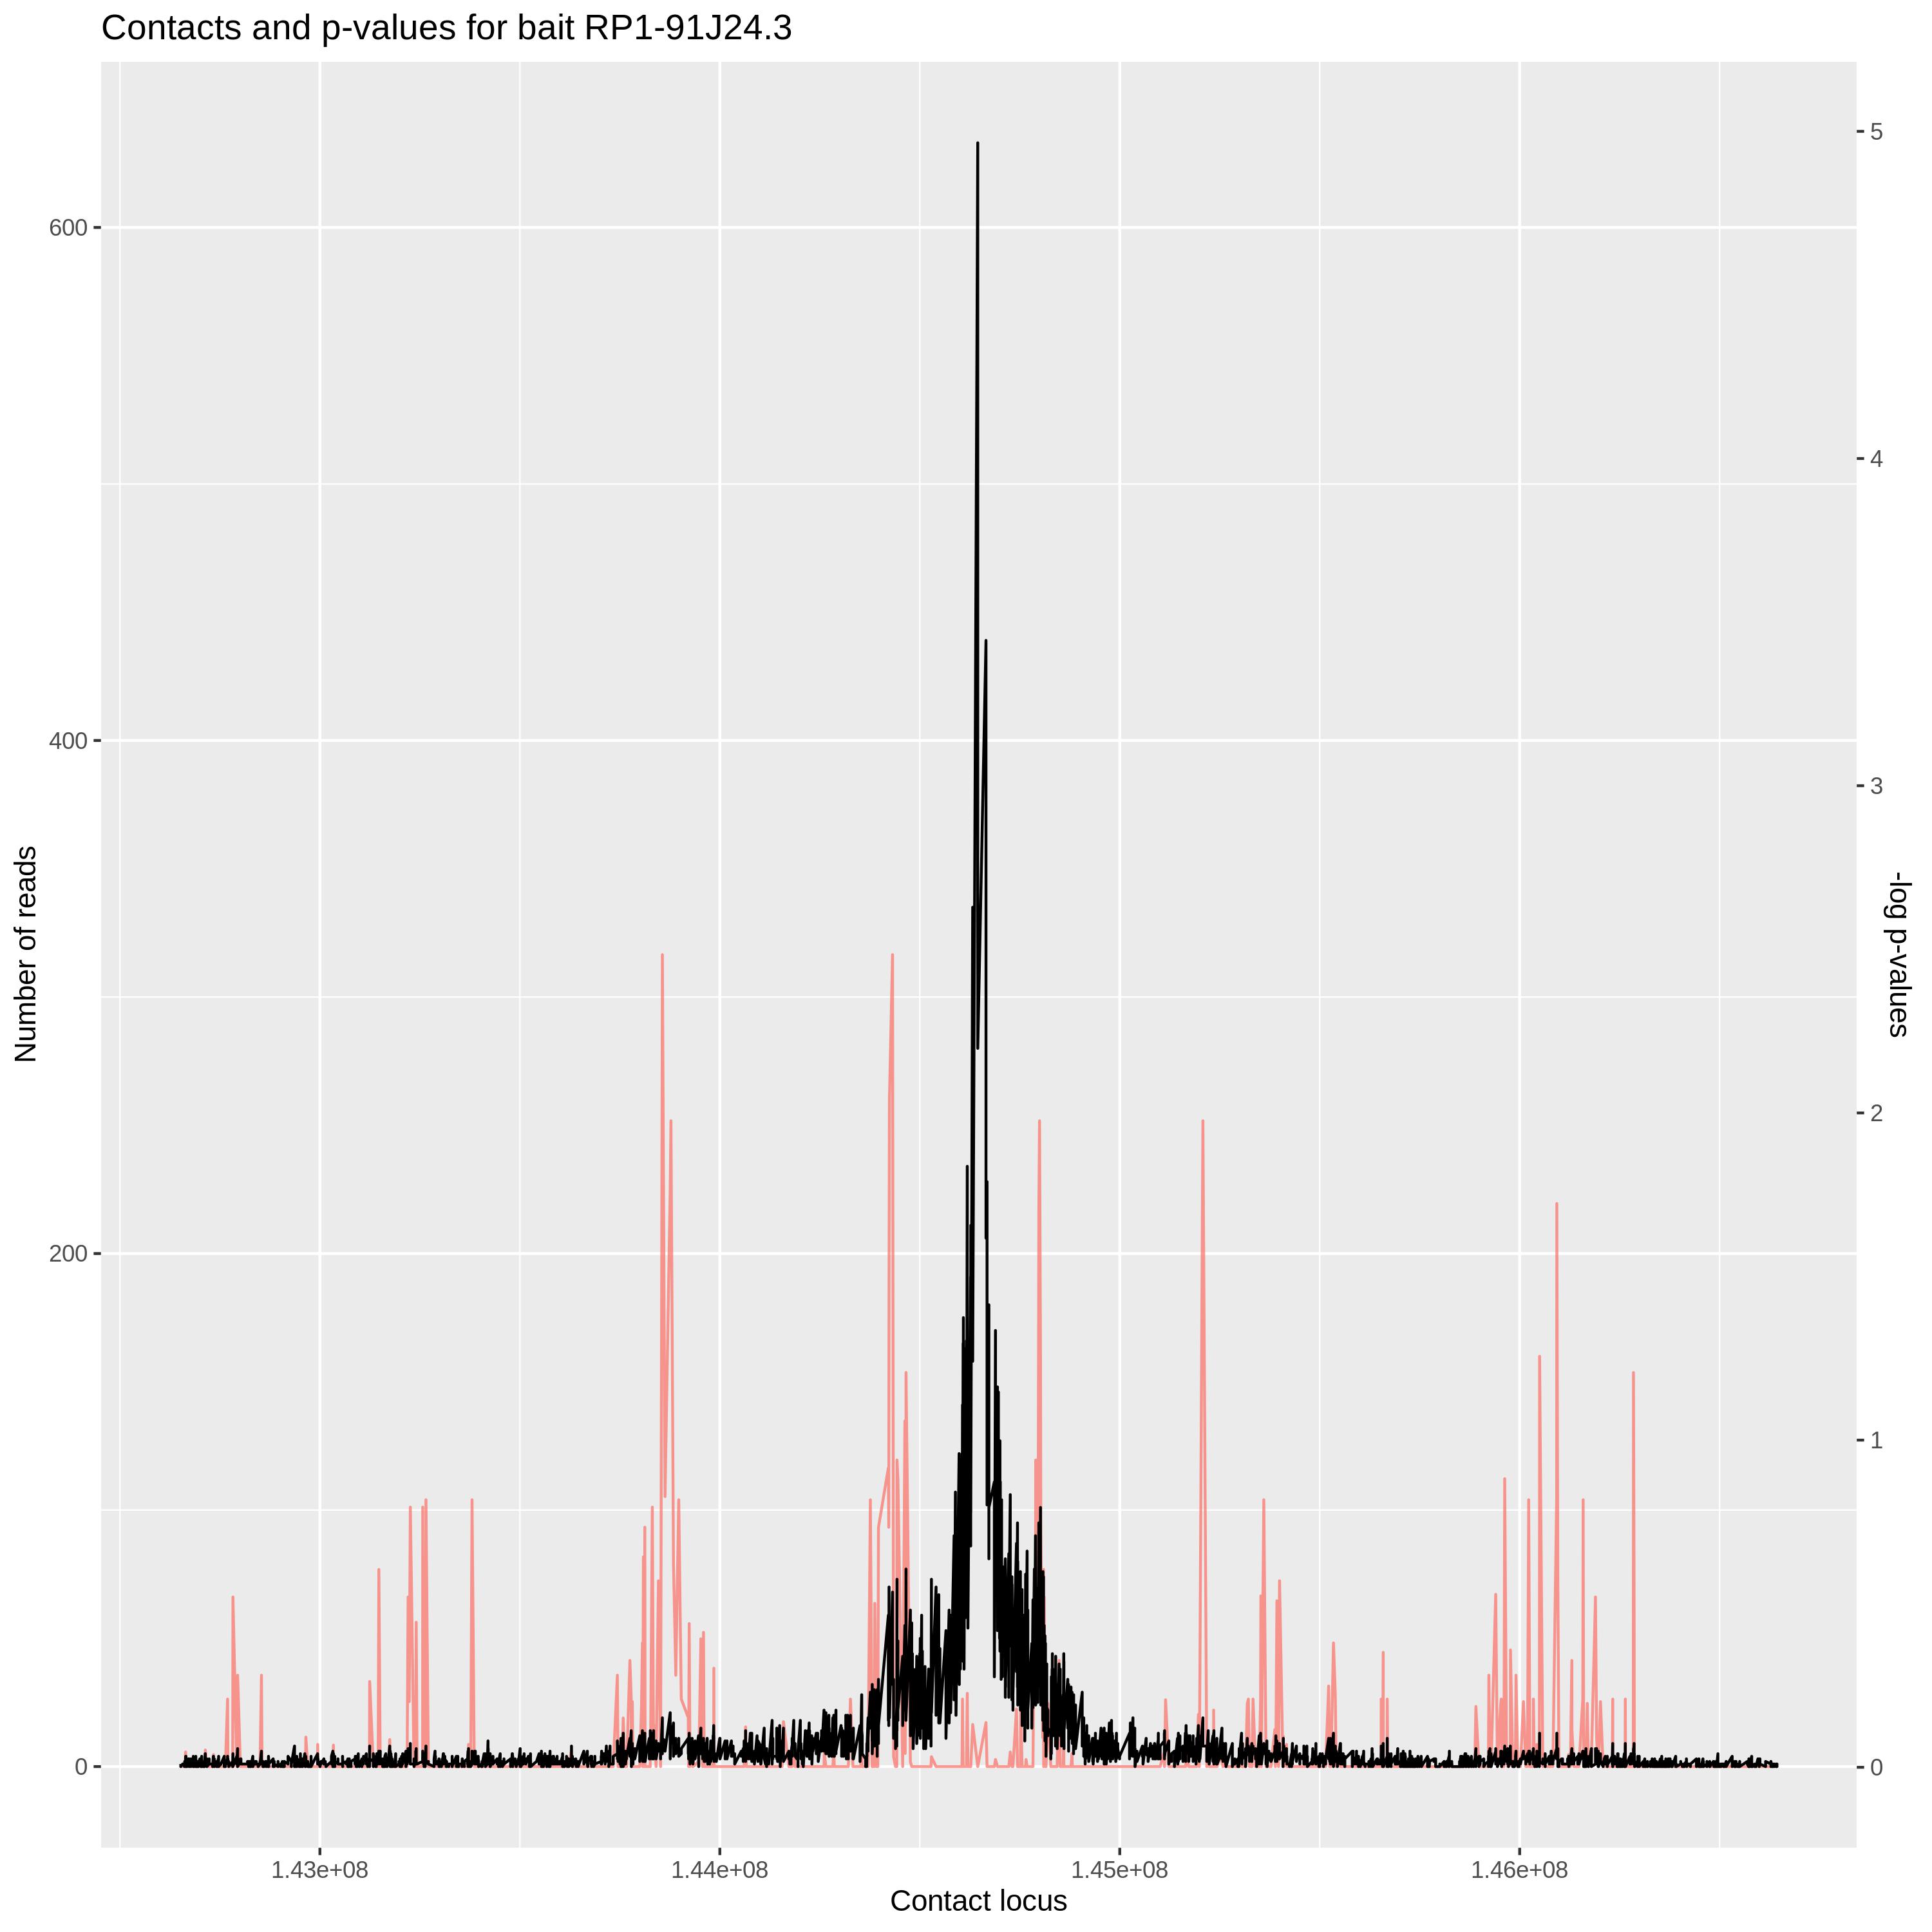 Contacts and p-values for bait RP1-91J24.3
600
400
200
0
Number of reads
5
4
3
2
1
0
-log p-values
1.43e+08
1.44e+08
1.45e+08
1.46e+08
Contact locus